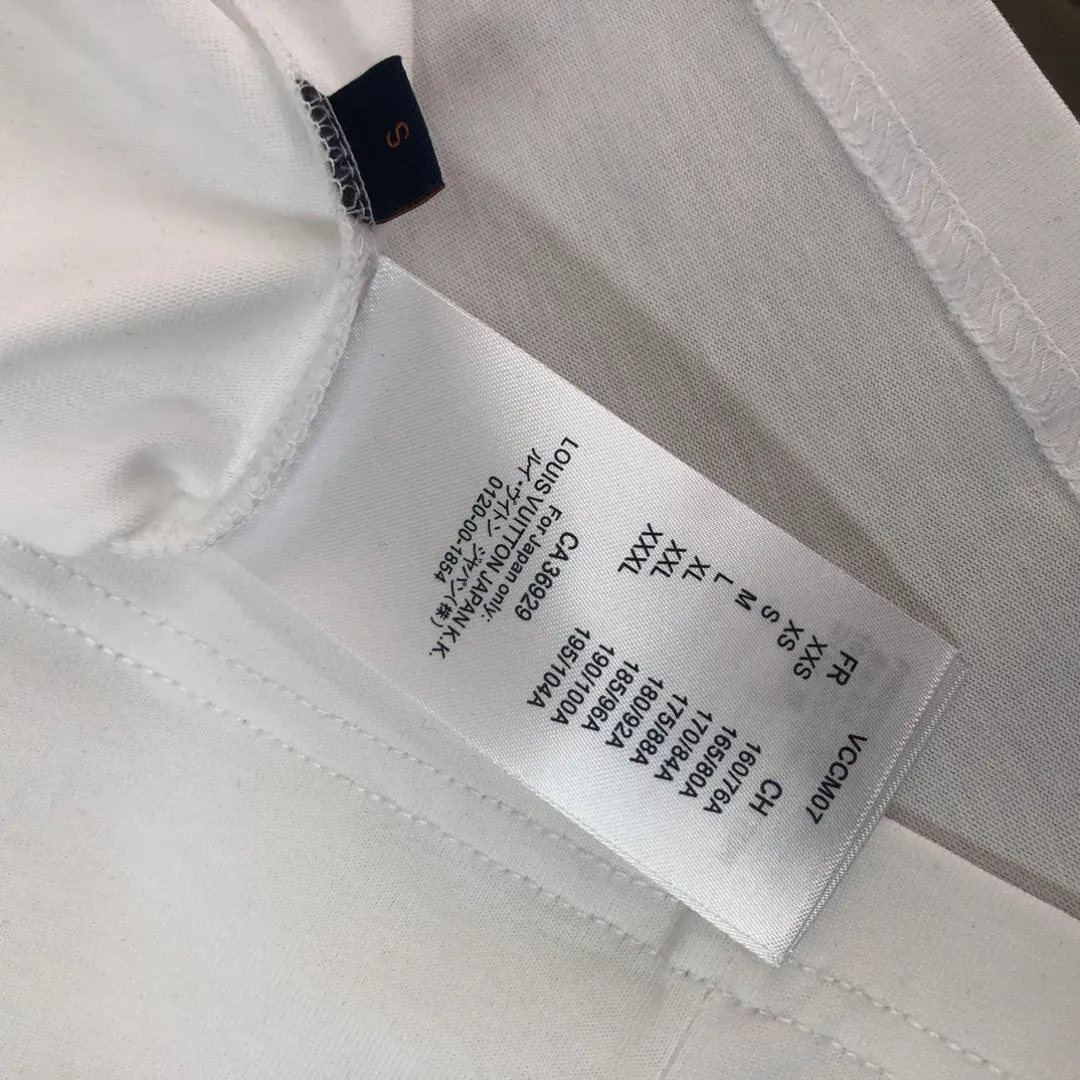 S
VCCM07
FR CH
XXS 160/76A
XS 165/80A
S 170/84A
M 175/88A
L 180/92A
XL 185/96A
XXL 190/100A
XXXL 195/104A
CA 36929
For Japan only:
LOUIS VUITTON JAPAN K.K.
ルイ・ヴィトン ジャパン(株)
0120-00-1854